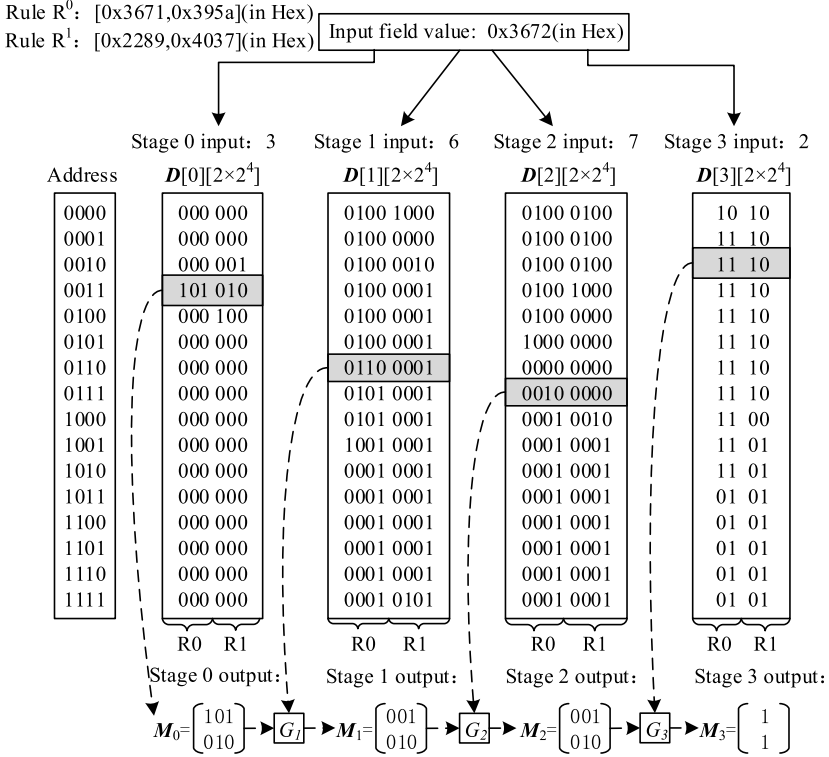 Rule R⁰：[0x3671,0x395a](in Hex)
Rule R¹：[0x2289,0x4037](in Hex)
Input field value: 0x3672(in Hex)
Stage 0 input：3 Stage 1 input：6 Stage 2 input：7 Stage 3 input：2
Address D[0][2×2⁴] D[1][2×2⁴] D[2][2×2⁴] D[3][2×2⁴]
0000 000 000 0100 1000 0100 0100 10 10
0001 000 000 0100 0000 0100 0100 11 10
0010 000 001 0100 0010 0100 0100 11 10
0011 101 010 0100 0001 0100 1000 11 10
0100 000 100 0100 0001 0100 0000 11 10
0101 000 000 0100 0001 1000 0000 11 10
0110 000 000 0110 0001 0000 0000 11 10
0111 000 000 0101 0001 0010 0000 11 10
1000 000 000 0101 0001 0001 0010 11 00
1001 000 000 1001 0001 0001 0001 11 01
1010 000 000 0001 0001 0001 0001 11 01
1011 000 000 0001 0001 0001 0001 01 01
1100 000 000 0001 0001 0001 0001 01 01
1101 000 000 0001 0001 0001 0001 01 01
1110 000 000 0001 0001 0001 0001 01 01
1111 000 000 0001 0101 0001 0001 01 01
R0 R1 R0 R1 R0 R1 R0 R1
Stage 0 output： Stage 1 output： Stage 2 output： Stage 3 output：
M₀= 101 G₁ M₁= 001 G₂ M₂= 001 G₃ M₃= 1
010 010 010 1